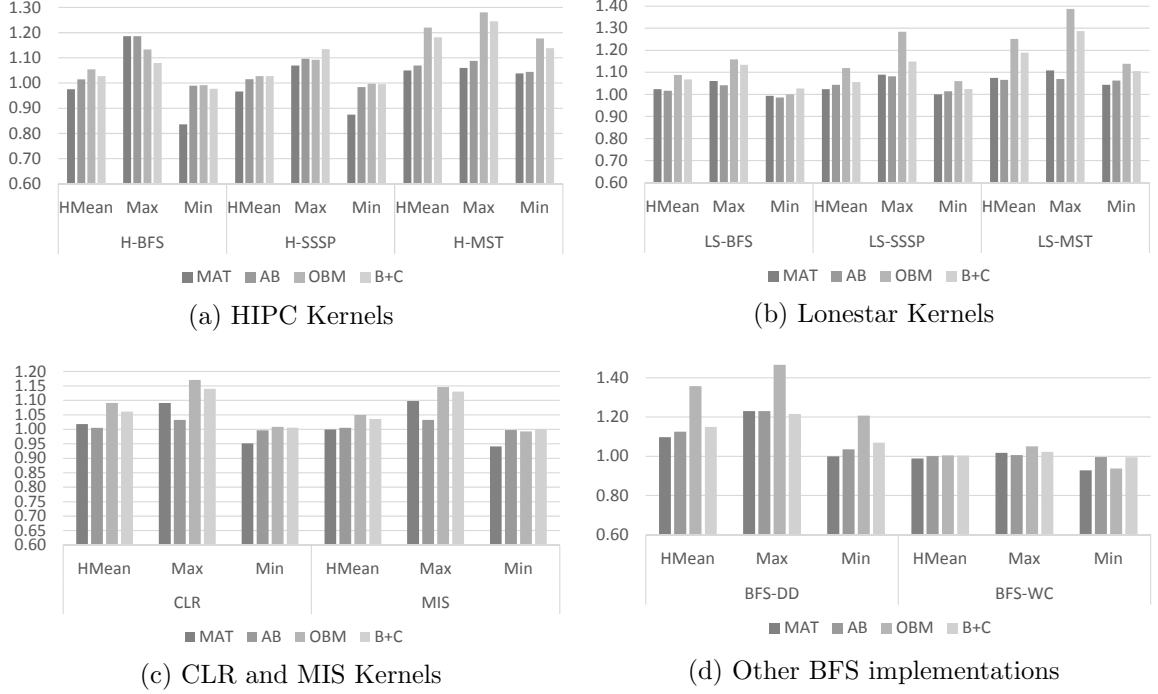 1.30
1.20
1.10
1.00
0.90
0.80
0.70
0.60
HMean Max Min HMean Max Min HMean Max Min
H-BFS H-SSSP H-MST
MAT AB OBM B+C
(a) HIPC Kernels
1.40
1.30
1.20
1.10
1.00
0.90
0.80
0.70
0.60
HMean Max Min HMean Max Min HMean Max Min
LS-BFS LS-SSSP LS-MST
MAT AB OBM B+C
(b) Lonestar Kernels
1.20
1.15
1.10
1.05
1.00
0.95
0.90
0.85
0.80
0.75
0.70
0.65
0.60
HMean Max Min HMean Max Min
CLR MIS
MAT AB OBM B+C
(c) CLR and MIS Kernels
1.40
1.20
1.00
0.80
0.60
HMean Max Min HMean Max Min
BFS-DD BFS-WC
MAT AB OBM B+C
(d) Other BFS implementations